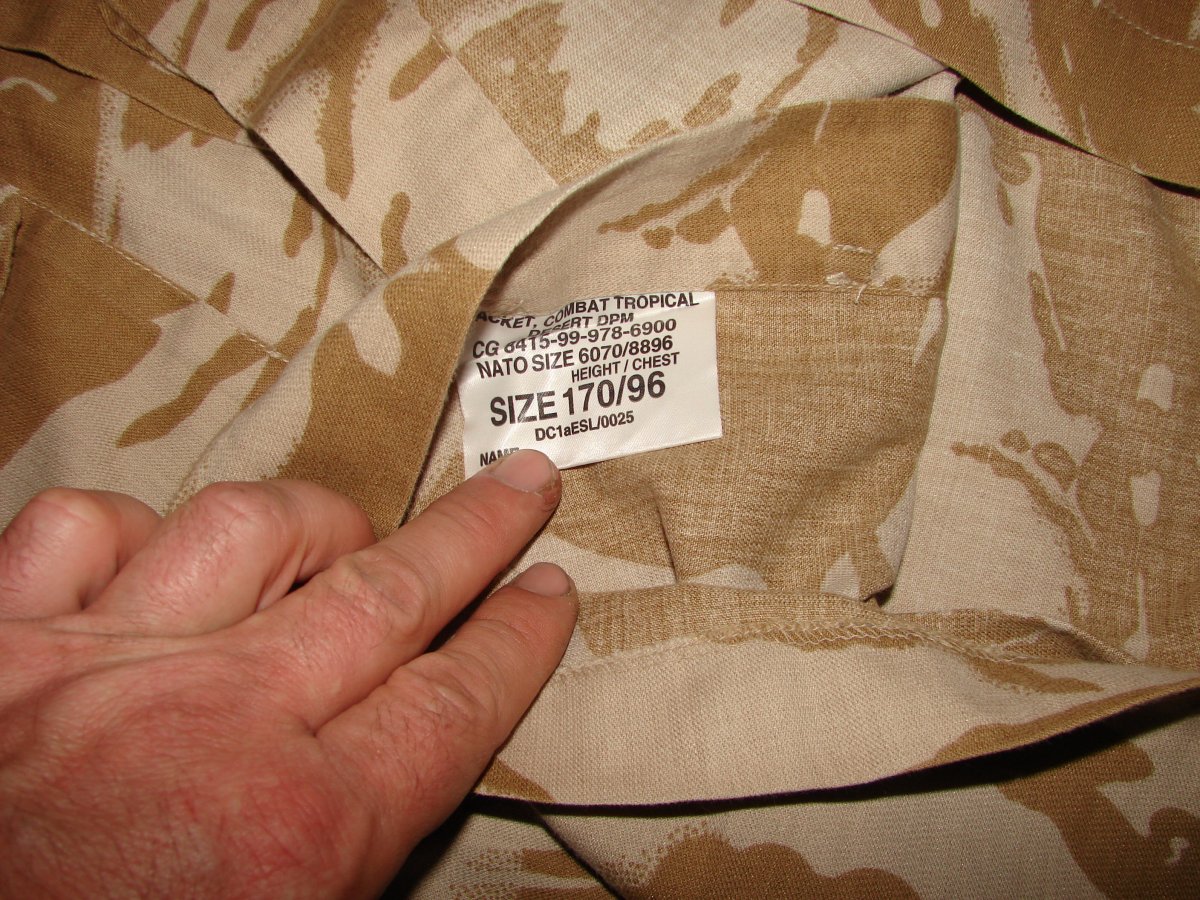 ACKET, COMBAT TROPICAL
DESERT DPM
CG 8415-99-978-6900
NATO SIZE 6070/8896
HEIGHT / CHEST
SIZE 170/96
DC1aESL/0025
NAME